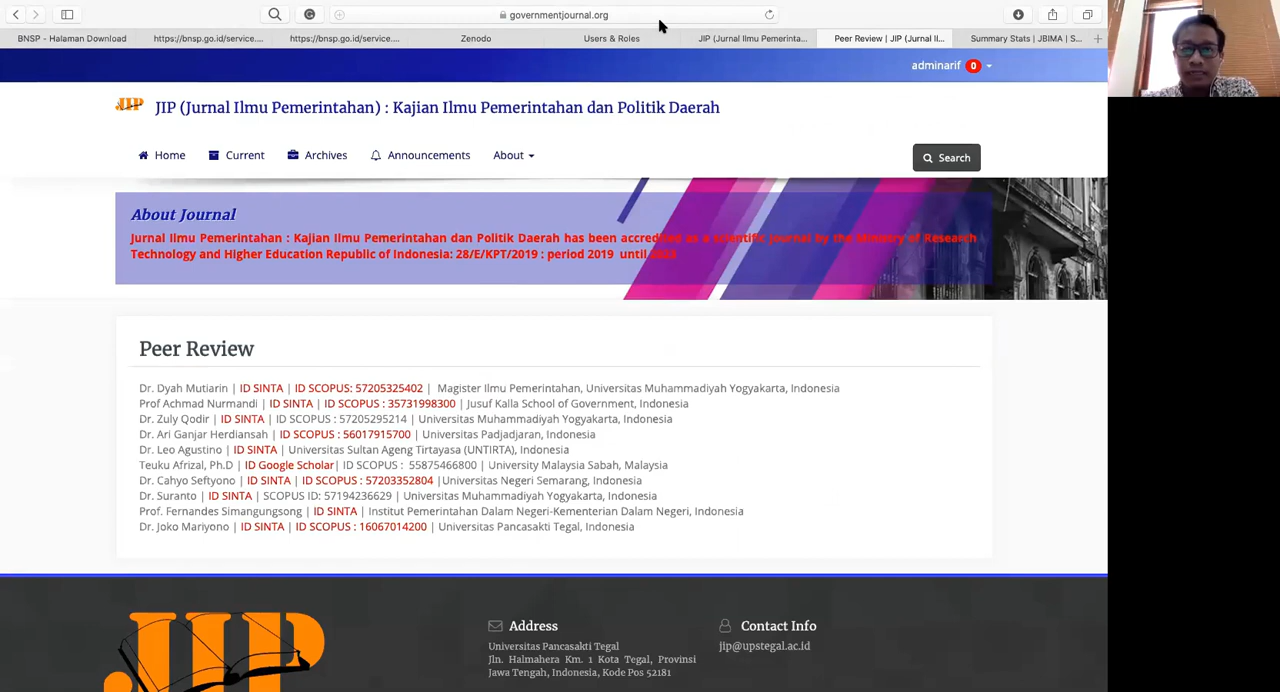 governmentjournal.org
BNSP - Halaman Download
https://bnsp.go.id/service....
https://bnsp.go.id/service....
Zenodo
Users & Roles
JIP (Jurnal Ilmu Pemerinta...
Peer Review | JIP (Jurnal Il...
Summary Stats | JBIMA | S...
adminarif 0
JIP
JIP (Jurnal Ilmu Pemerintahan) : Kajian Ilmu Pemerintahan dan Politik Daerah
Home Current Archives Announcements About
Search
About Journal
Jurnal Ilmu Pemerintahan : Kajian Ilmu Pemerintahan dan Politik Daerah has been accredited as a scientific journal by the Ministry of Research
Technology and Higher Education Republic of Indonesia: 28/E/KPT/2019 : period 2019 until
Peer Review
Dr. Dyah Mutiarin | ID SINTA | ID SCOPUS: 57205325402 | Magister Ilmu Pemerintahan, Universitas Muhammadiyah Yogyakarta, Indonesia
Prof Achmad Nurmandi | ID SINTA | ID SCOPUS : 35731998300 | Jusuf Kalla School of Government, Indonesia
Dr. Zuly Qodir | ID SINTA | ID SCOPUS : 57205295214 | Universitas Muhammadiyah Yogyakarta, Indonesia
Dr. Ari Ganjar Herdiansah | ID SCOPUS : 56017915700 | Universitas Padjadjaran, Indonesia
Dr. Leo Agustino | ID SINTA | Universitas Sultan Ageng Tirtayasa (UNTIRTA), Indonesia
Teuku Afrizal, Ph.D | ID Google Scholar| ID SCOPUS : 55875466800 | University Malaysia Sabah, Malaysia
Dr. Cahyo Seftyono | ID SINTA | ID SCOPUS : 57203352804 |Universitas Negeri Semarang, Indonesia
Dr. Suranto | ID SINTA | SCOPUS ID: 57194236629 | Universitas Muhammadiyah Yogyakarta, Indonesia
Prof. Fernandes Simangungsong | ID SINTA | Institut Pemerintahan Dalam Negeri-Kementerian Dalam Negeri, Indonesia
Dr. Joko Mariyono | ID SINTA | ID SCOPUS : 16067014200 | Universitas Pancasakti Tegal, Indonesia
JIP
Address
Universitas Pancasakti Tegal
Jln. Halmahera Km. 1 Kota Tegal, Provinsi
Jawa Tengah, Indonesia, Kode Pos 52181
Contact Info
jip@upstegal.ac.id